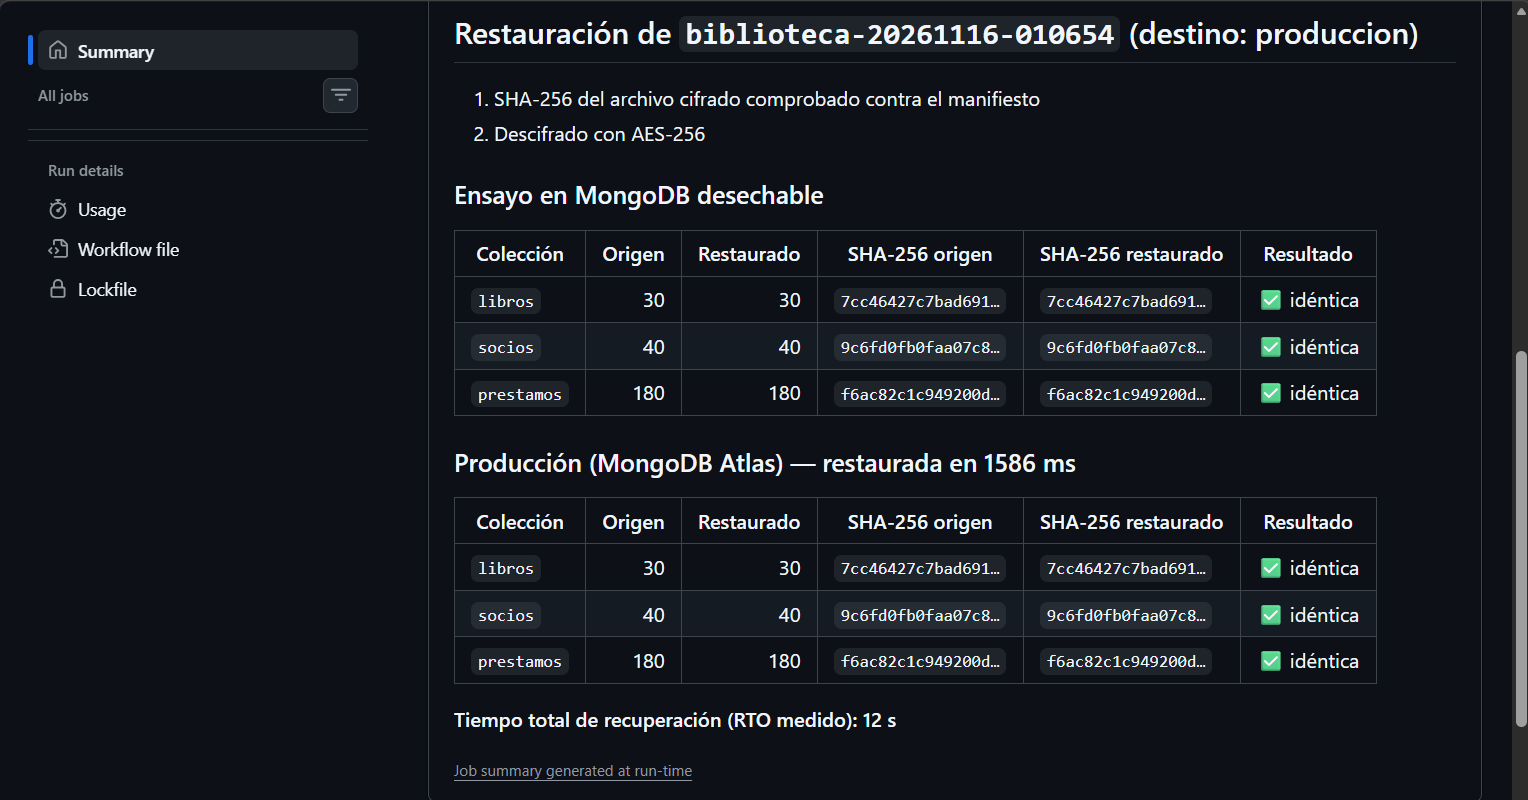 Summary
All jobs
Run details
Usage
Workflow file
Lockfile
Restauración de biblioteca-20261116-010654 (destino: produccion)
1. SHA-256 del archivo cifrado comprobado contra el manifiesto
2. Descifrado con AES-256
Ensayo en MongoDB desechable
Colección Origen Restaurado SHA-256 origen SHA-256 restaurado Resultado
libros 30 30 7cc46427c7bad691… 7cc46427c7bad691… ✅ idéntica
socios 40 40 9c6fd0fb0faa07c8… 9c6fd0fb0faa07c8… ✅ idéntica
prestamos 180 180 f6ac82c1c949200d… f6ac82c1c949200d… ✅ idéntica
Producción (MongoDB Atlas) — restaurada en 1586 ms
Colección Origen Restaurado SHA-256 origen SHA-256 restaurado Resultado
libros 30 30 7cc46427c7bad691… 7cc46427c7bad691… ✅ idéntica
socios 40 40 9c6fd0fb0faa07c8… 9c6fd0fb0faa07c8… ✅ idéntica
prestamos 180 180 f6ac82c1c949200d… f6ac82c1c949200d… ✅ idéntica
Tiempo total de recuperación (RTO medido): 12 s
Job summary generated at run-time